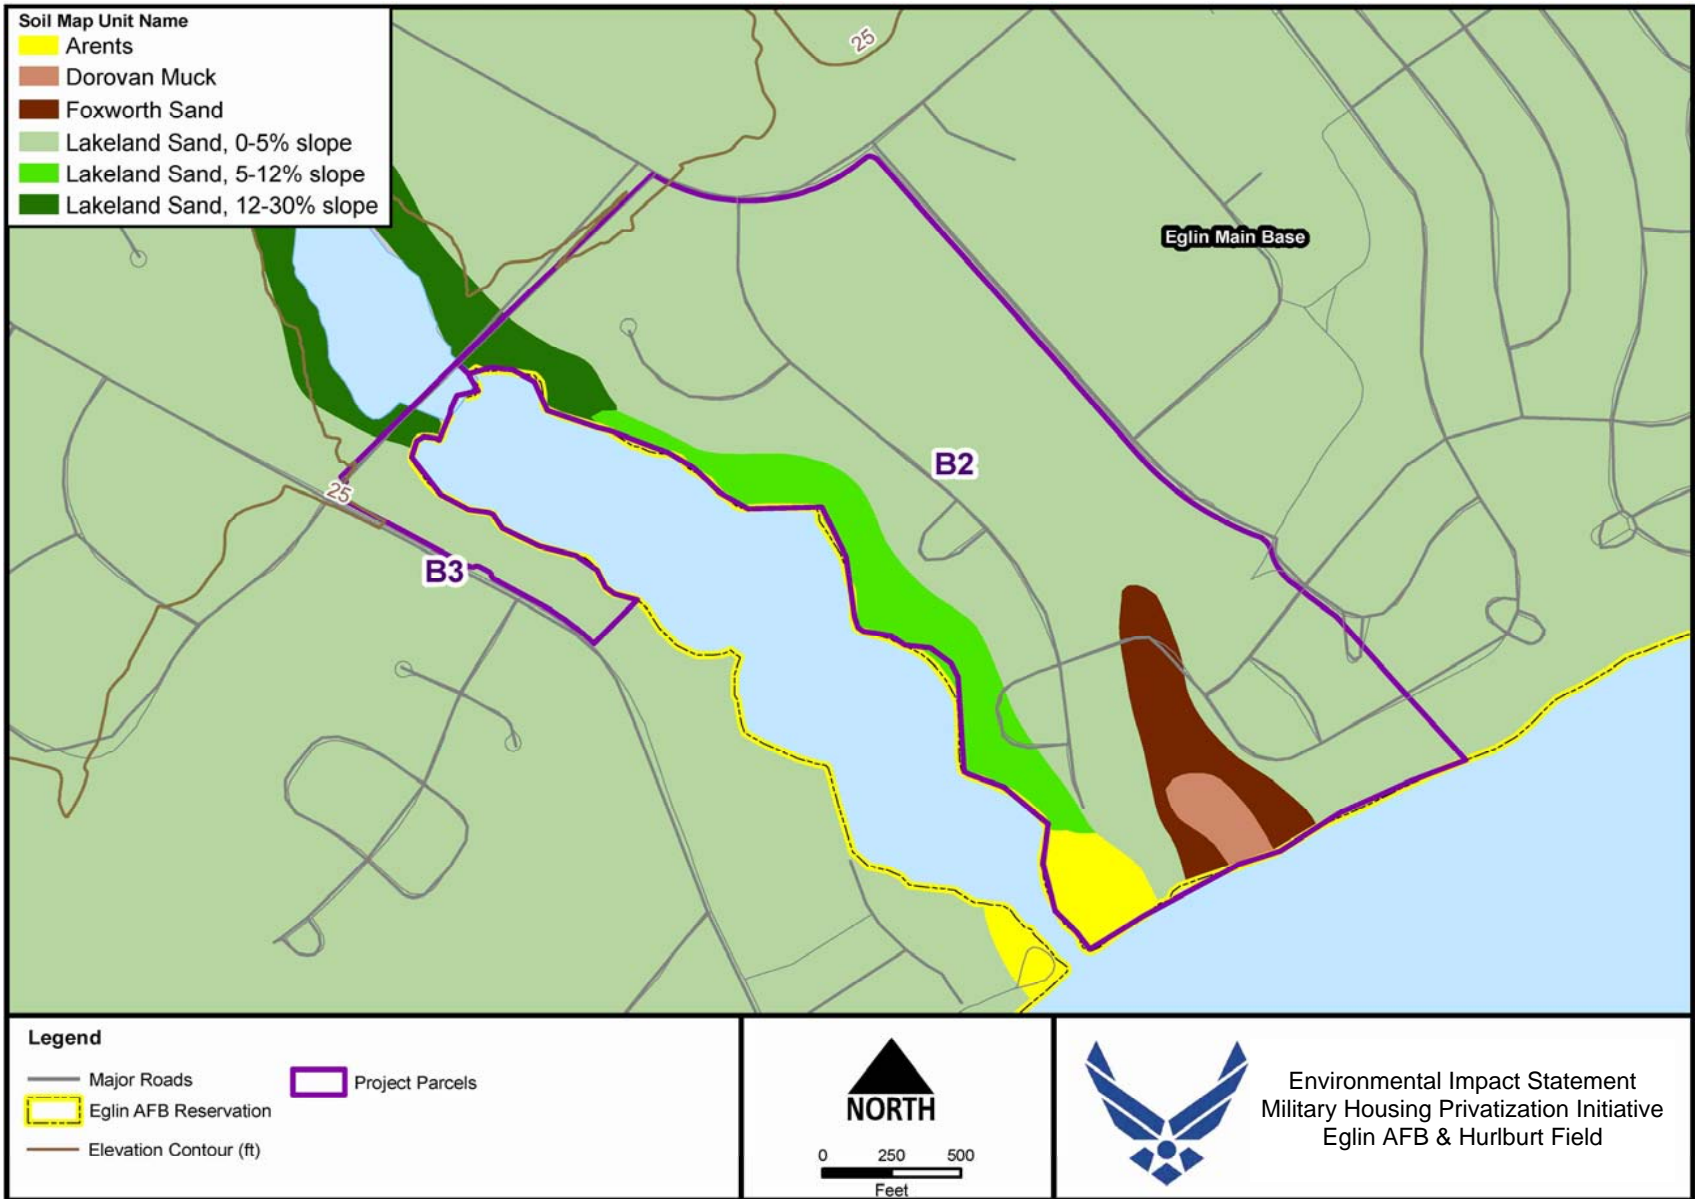 Soil Map Unit Name
Arents
Dorovan Muck
Foxworth Sand
Lakeland Sand, 0-5% slope
Lakeland Sand, 5-12% slope
Lakeland Sand, 12-30% slope
25
Eglin Main Base
B2
25
B3
Legend
Major Roads
Eglin AFB Reservation
Elevation Contour (ft)
Project Parcels
NORTH
0 250 500
Feet
Environmental Impact Statement
Military Housing Privatization Initiative
Eglin AFB & Hurlburt Field